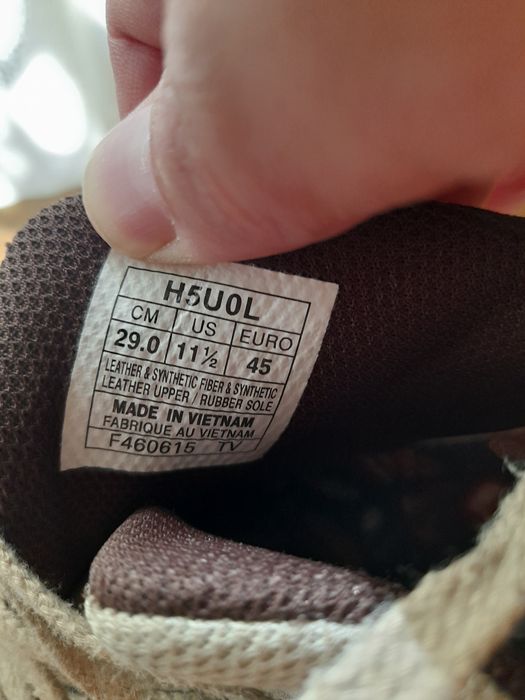 H5U0L
CM US EURO
29.0 11½ 45
LEATHER & SYNTHETIC FIBER & SYNTHETIC
LEATHER UPPER / RUBBER SOLE
MADE IN VIETNAM
FABRIQUE AU VIETNAM
F460615 TV